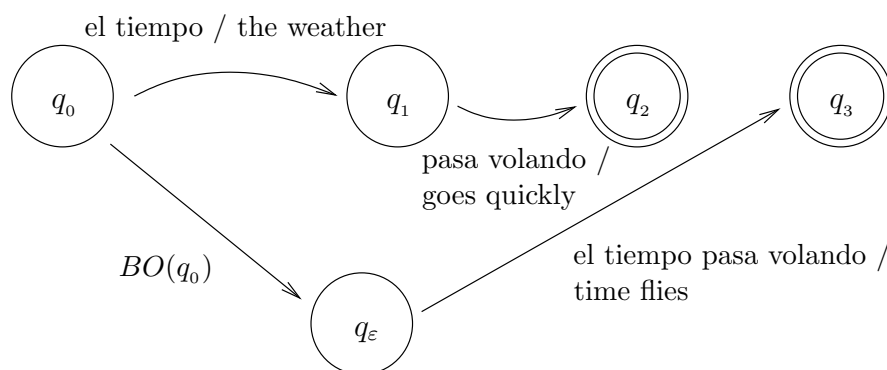 el tiempo / the weather
q₀
q₁
q₂
q₃
pasa volando /
goes quickly
BO(q₀)
el tiempo pasa volando /
time flies
qε